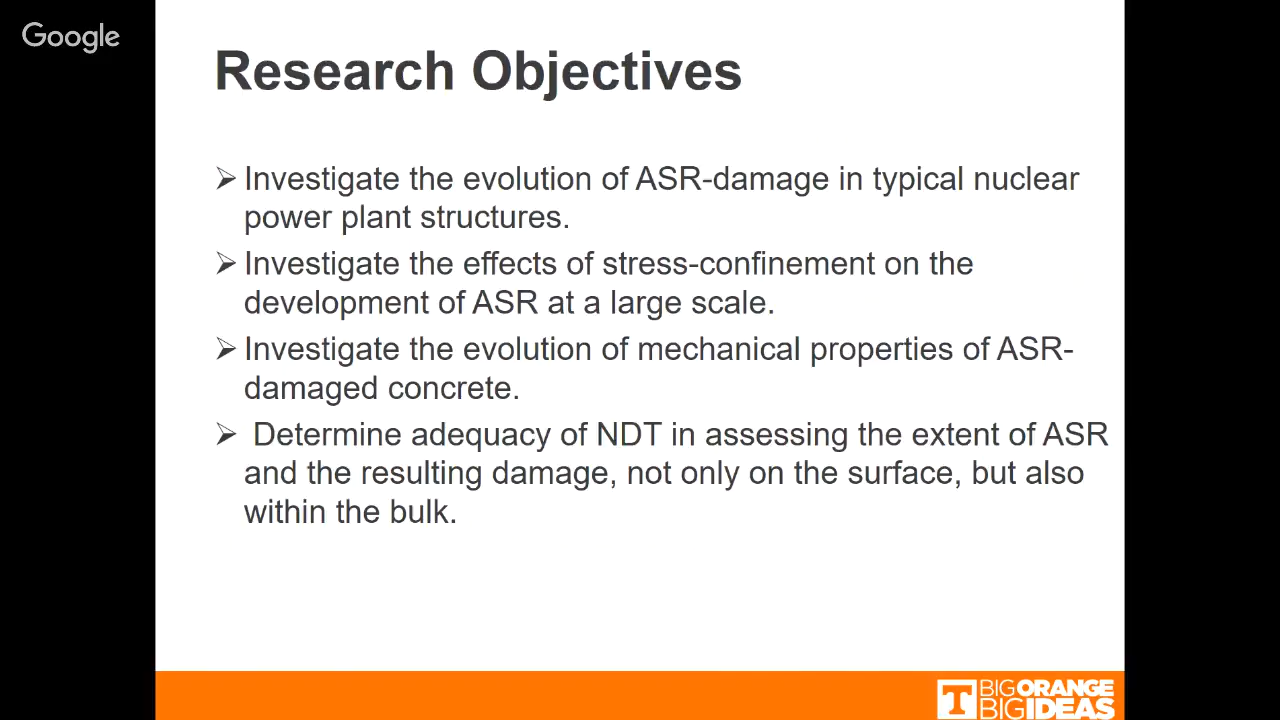 Google
Research Objectives
➢ Investigate the evolution of ASR-damage in typical nuclear
power plant structures.
➢ Investigate the effects of stress-confinement on the
development of ASR at a large scale.
➢ Investigate the evolution of mechanical properties of ASR-
damaged concrete.
➢ Determine adequacy of NDT in assessing the extent of ASR
and the resulting damage, not only on the surface, but also
within the bulk.
T BIG ORANGE
BIG IDEAS